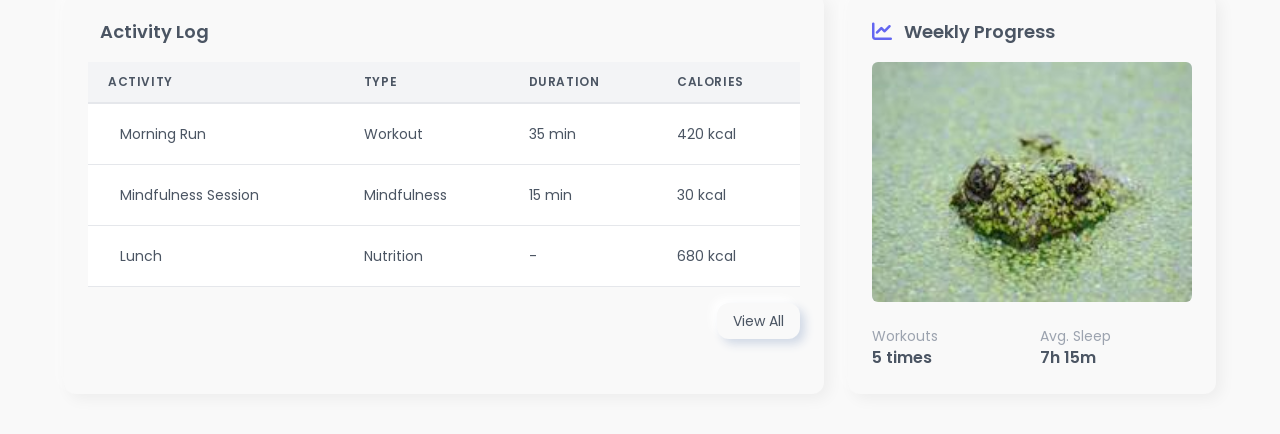 Activity Log
ACTIVITY TYPE DURATION CALORIES
Morning Run Workout 35 min 420 kcal
Mindfulness Session Mindfulness 15 min 30 kcal
Lunch Nutrition - 680 kcal
View All
Weekly Progress
Workouts Avg. Sleep
5 times 7h 15m